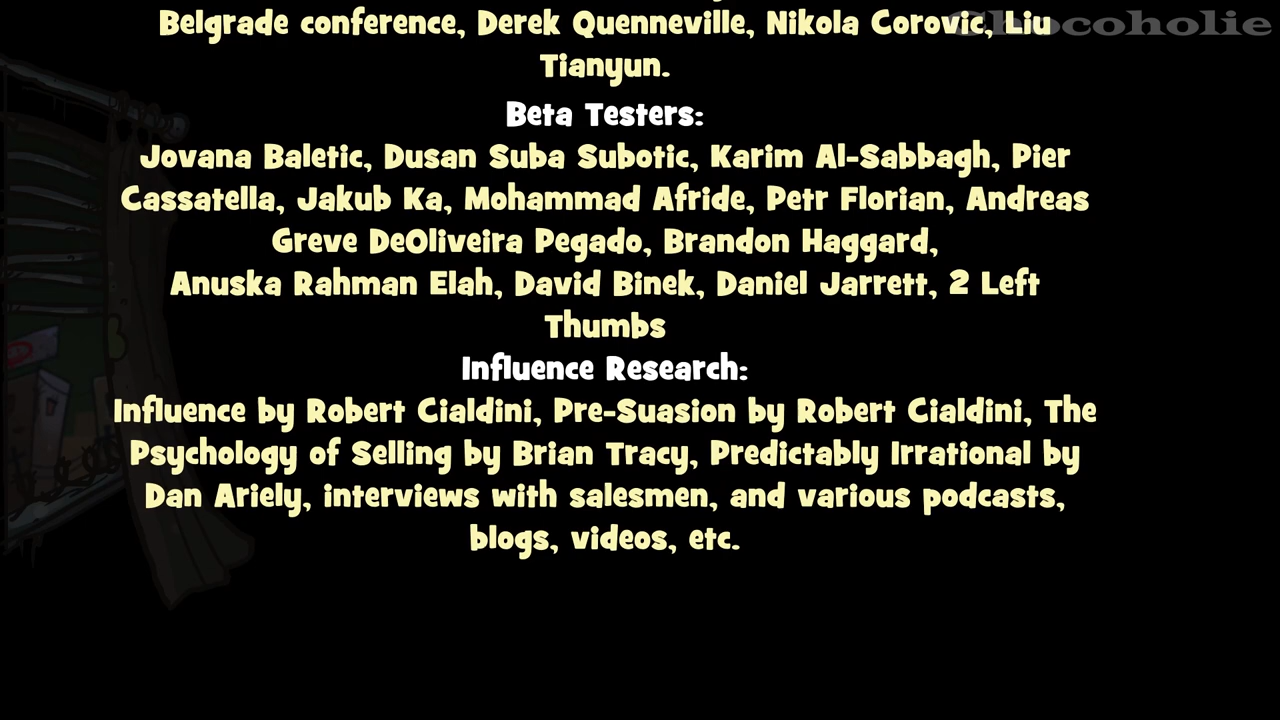 Belgrade conference, Derek Quenneville, Nikola Corovic, Liu
Chocoholie
Tianyun.
Beta Testers:
Jovana Baletic, Dusan Suba Subotic, Karim Al-Sabbagh, Pier
Cassatella, Jakub Ka, Mohammad Afride, Petr Florian, Andreas
Greve DeOliveira Pegado, Brandon Haggard,
Anuska Rahman Elah, David Binek, Daniel Jarrett, 2 Left
Thumbs
Influence Research:
Influence by Robert Cialdini, Pre-Suasion by Robert Cialdini, The
Psychology of Selling by Brian Tracy, Predictably Irrational by
Dan Ariely, interviews with salesmen, and various podcasts,
blogs, videos, etc.